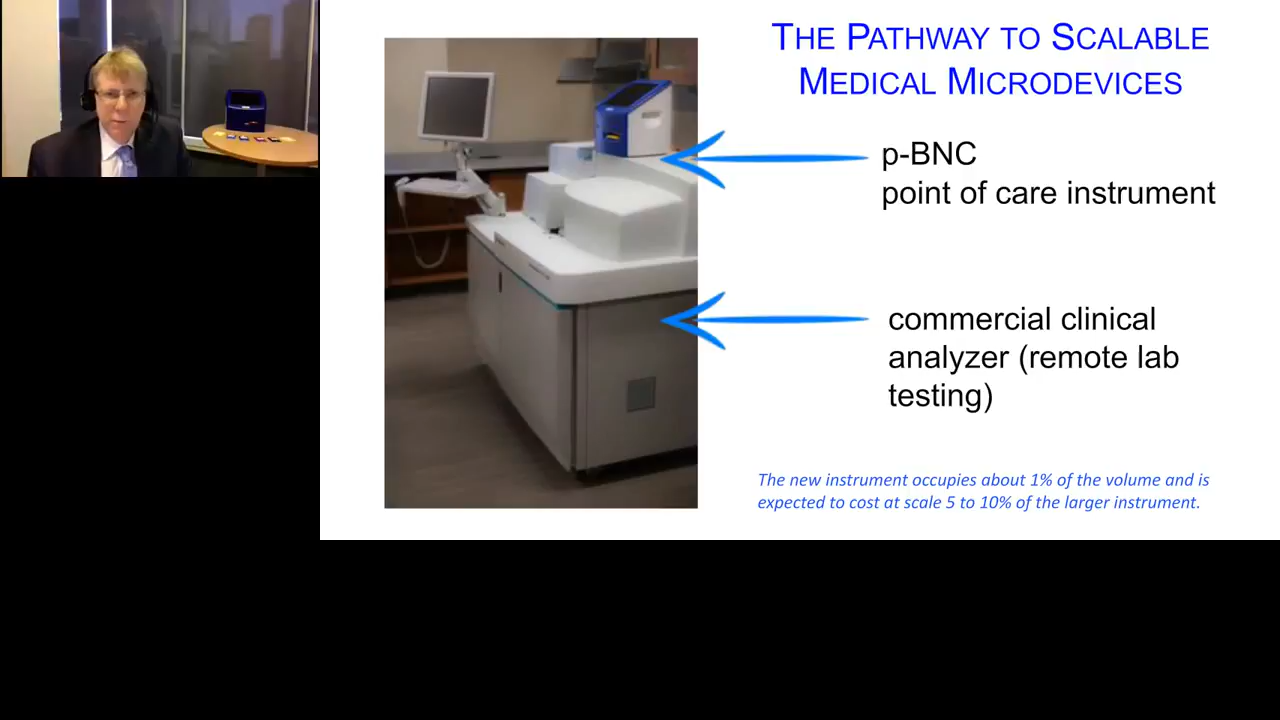 THE PATHWAY TO SCALABLE
MEDICAL MICRODEVICES
p-BNC
point of care instrument
commercial clinical
analyzer (remote lab
testing)
The new instrument occupies about 1% of the volume and is
expected to cost at scale 5 to 10% of the larger instrument.